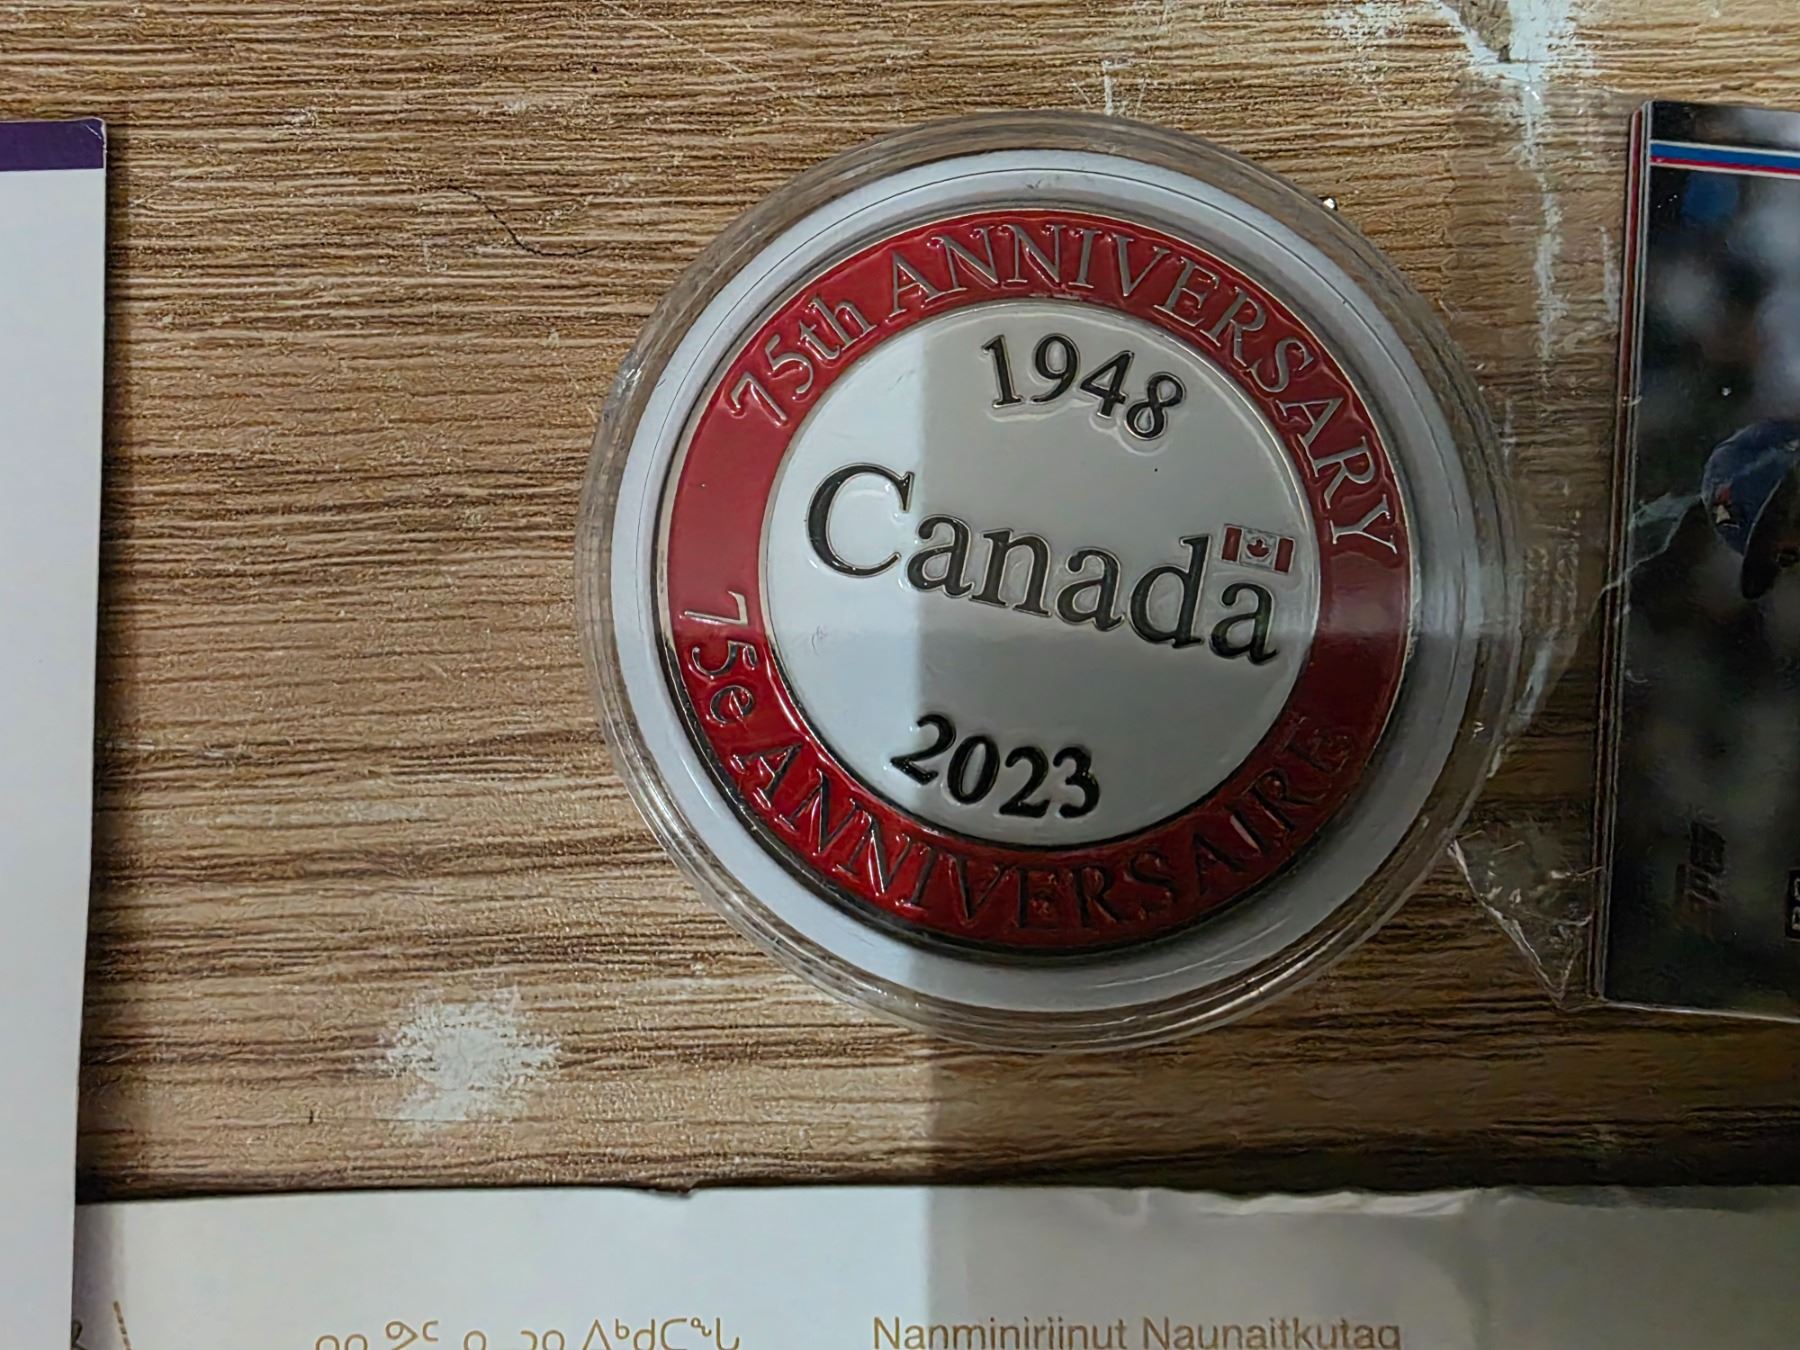 75th ANNIVERSARY
1948
Canada
2023
75e ANNIVERSAIRE
Nanminiriinut Naunaitkutaq